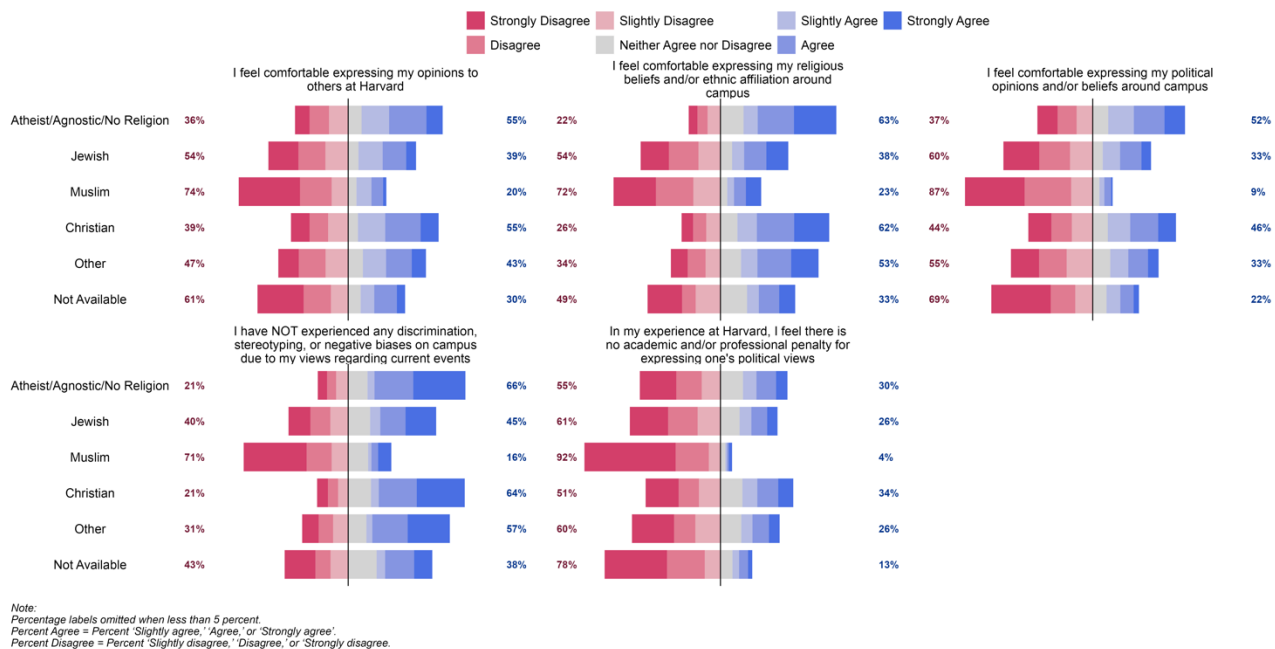 Strongly Disagree Slightly Disagree Slightly Agree Strongly Agree
Disagree Neither Agree nor Disagree Agree
I feel comfortable expressing my opinions to
others at Harvard
I feel comfortable expressing my religious
beliefs and/or ethnic affiliation around
campus
I feel comfortable expressing my political
opinions and/or beliefs around campus
Atheist/Agnostic/No Religion 36% 55% 22% 63% 37% 52%
Jewish 54% 39% 54% 38% 60% 33%
Muslim 74% 20% 72% 23% 87% 9%
Christian 39% 55% 26% 62% 44% 46%
Other 47% 43% 34% 53% 55% 33%
Not Available 61% 30% 49% 33% 69% 22%
I have NOT experienced any discrimination,
stereotyping, or negative biases on campus
due to my views regarding current events
In my experience at Harvard, I feel there is
no academic and/or professional penalty for
expressing one's political views
Atheist/Agnostic/No Religion 21% 66% 55% 30%
Jewish 40% 45% 61% 26%
Muslim 71% 16% 92% 4%
Christian 21% 64% 51% 34%
Other 31% 57% 60% 26%
Not Available 43% 38% 78% 13%
Note:
Percentage labels omitted when less than 5 percent.
Percent Agree = Percent ‘Slightly agree,’ ‘Agree,’ or ‘Strongly agree’.
Percent Disagree = Percent ‘Slightly disagree,’ ‘Disagree,’ or ‘Strongly disagree.